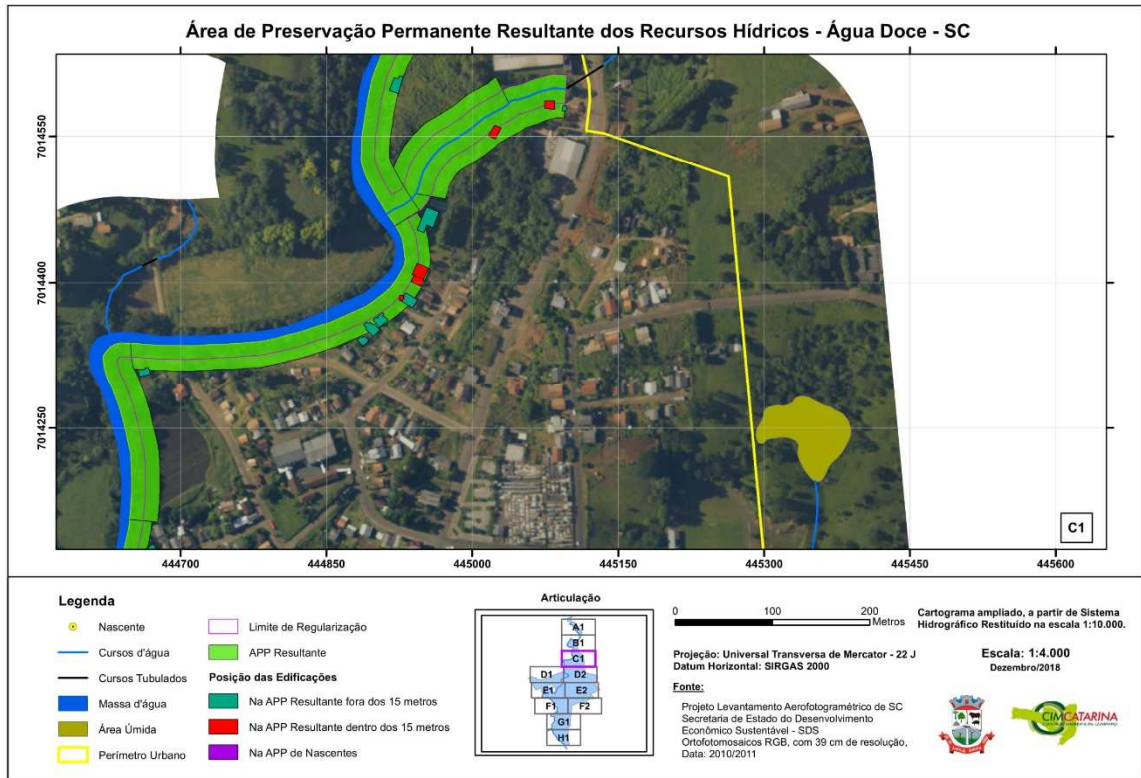 Área de Preservação Permanente Resultante dos Recursos Hídricos - Água Doce - SC
7014550
7014400
7014250
C1
444700
444850
445000
445150
445300
445450
445600
Legenda
Nascente
Cursos d'água
Cursos Tubulados
Massa d'água
Área Úmida
Perímetro Urbano
Limite de Regularização
APP Resultante
Posição das Edificações
Na APP Resultante fora dos 15 metros
Na APP Resultante dentro dos 15 metros
Na APP de Nascentes
Articulação
A1
B1
C1
D1
D2
E1
E2
F1
F2
G1
H1
0
100
200
Metros
Projeção: Universal Transversa de Mercator - 22 J
Datum Horizontal: SIRGAS 2000
Fonte:
Projeto Levantamento Aerofotogramétrico de SC
Secretaria de Estado do Desenvolvimento
Econômico Sustentável - SDS
Ortofotomosaicos RGB, com 39 cm de resolução,
Data: 2010/2011
Cartograma ampliado, a partir de Sistema
Hidrográfico Restituído na escala 1:10.000.
Escala: 1:4.000
Dezembro/2018
CIMCATARINA